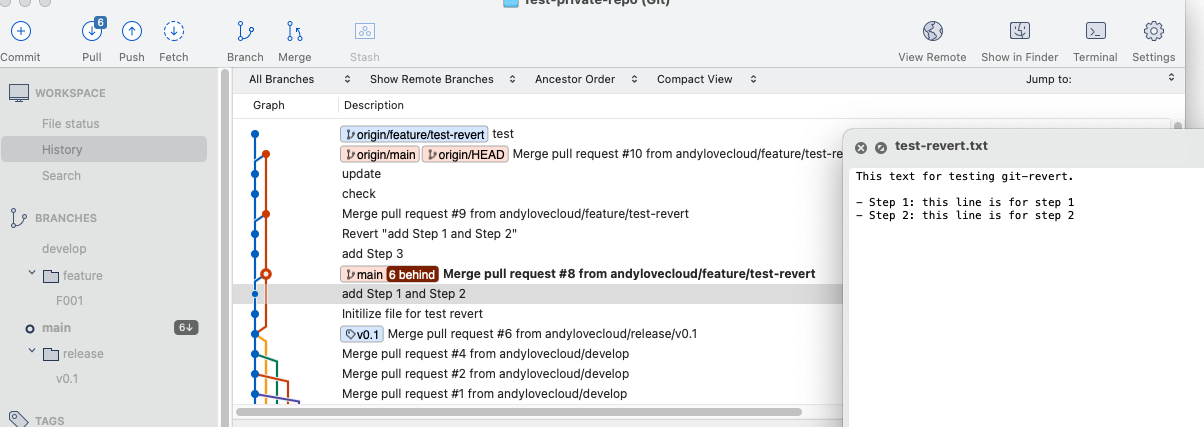 Test-private-repo (Git)
6
Commit Pull Push Fetch Branch Merge Stash View Remote Show in Finder Terminal Settings
All Branches Show Remote Branches Ancestor Order Compact View Jump to:
WORKSPACE
File status
History
Search
BRANCHES
develop
feature
F001
main 6↓
release
v0.1
TAGS
Graph Description
origin/feature/test-revert test
origin/main origin/HEAD Merge pull request #10 from andylovecloud/feature/test-re
update
check
Merge pull request #9 from andylovecloud/feature/test-revert
Revert "add Step 1 and Step 2"
add Step 3
main 6 behind Merge pull request #8 from andylovecloud/feature/test-revert
add Step 1 and Step 2
Initilize file for test revert
v0.1 Merge pull request #6 from andylovecloud/release/v0.1
Merge pull request #4 from andylovecloud/develop
Merge pull request #2 from andylovecloud/develop
Merge pull request #1 from andylovecloud/develop
test-revert.txt
This text for testing git-revert.
- Step 1: this line is for step 1
- Step 2: this line is for step 2